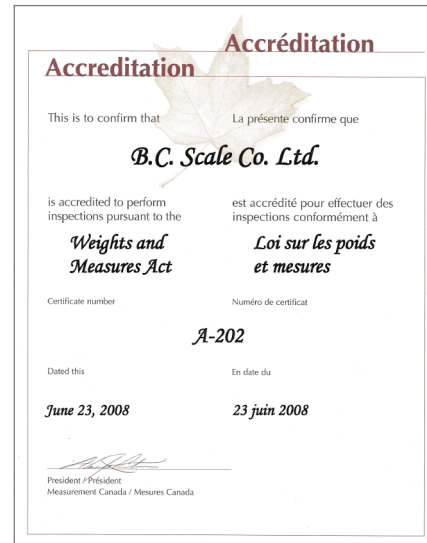 Accréditation
Accreditation
This is to confirm that
La présente confirme que
B.C. Scale Co. Ltd.
is accredited to perform
inspections pursuant to the
est accrédité pour effectuer des
inspections conformément à
Weights and
Measures Act
Loi sur les poids
et mesures
Certificate number
Numéro de certificat
A-202
Dated this
En date du
June 23, 2008
23 juin 2008
President / Président
Measurement Canada / Mesures Canada